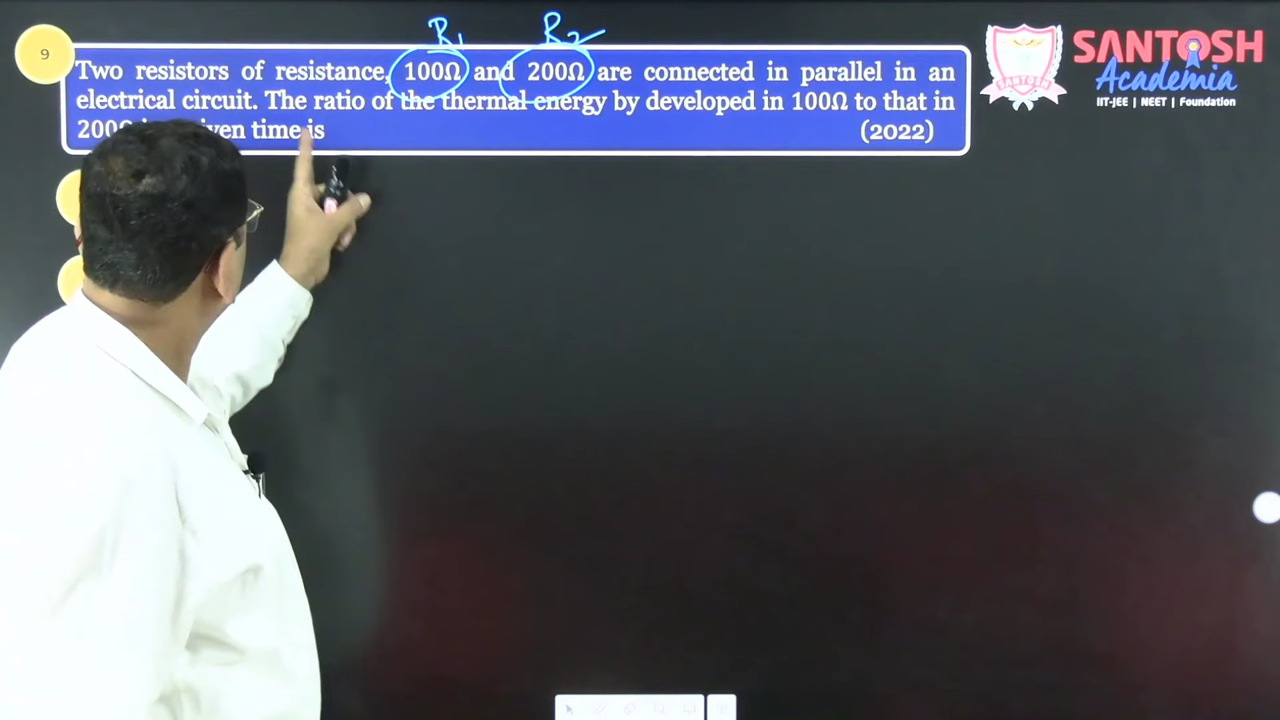 R1 R2
9
Two resistors of resistance, 100Ω and 200Ω are connected in parallel in an
electrical circuit. The ratio of the thermal energy by developed in 100Ω to that in
200Ω time is (2022)
SANTOSH
SANTOSH
Academia
IIT-JEE | NEET | Foundation